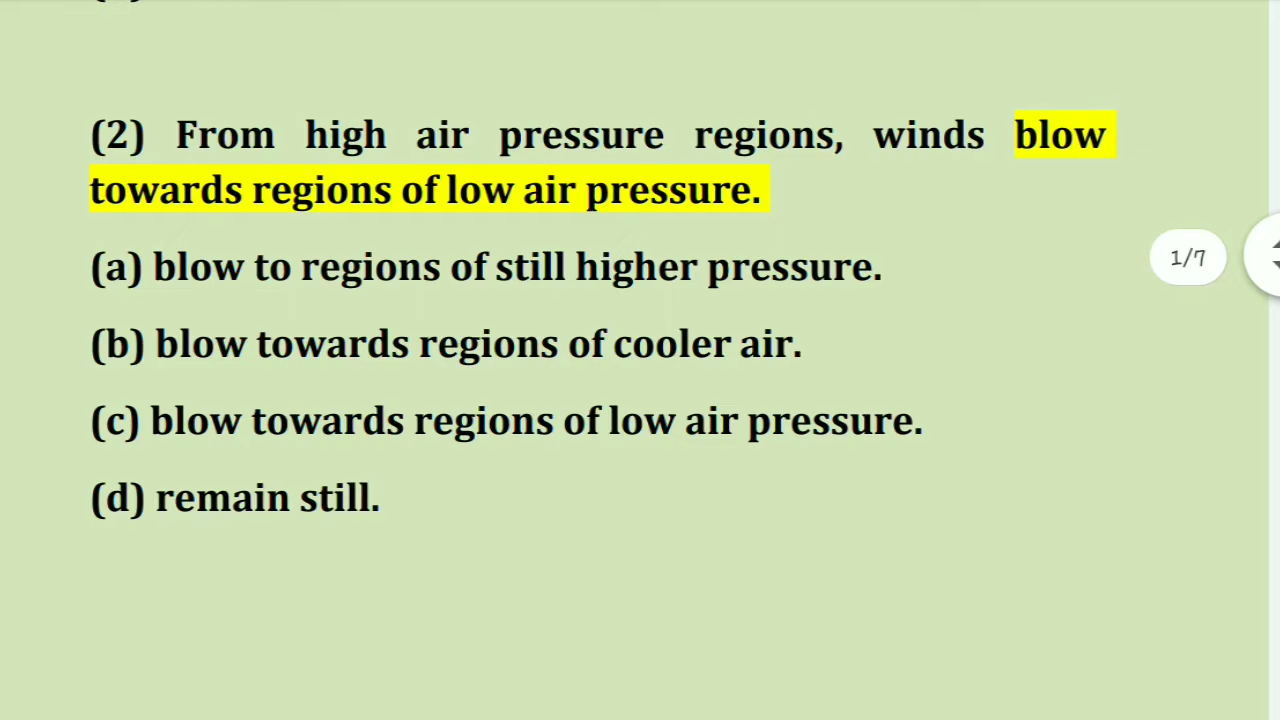 (2) From high air pressure regions, winds blow
towards regions of low air pressure.
(a) blow to regions of still higher pressure.
(b) blow towards regions of cooler air.
(c) blow towards regions of low air pressure.
(d) remain still.
1/7